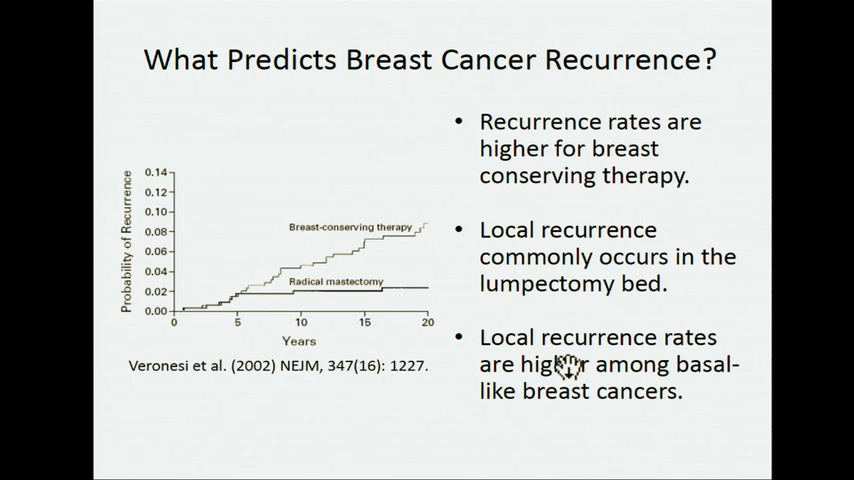 What Predicts Breast Cancer Recurrence?
• Recurrence rates are
higher for breast
conserving therapy.
• Local recurrence
commonly occurs in the
lumpectomy bed.
• Local recurrence rates
are higher among basal-
like breast cancers.
Probability of Recurrence
0.14
0.12
0.10
0.08
0.06
0.04
0.02
0.00
Breast-conserving therapy
Radical mastectomy
0 5 10 15 20
Years
Veronesi et al. (2002) NEJM, 347(16): 1227.